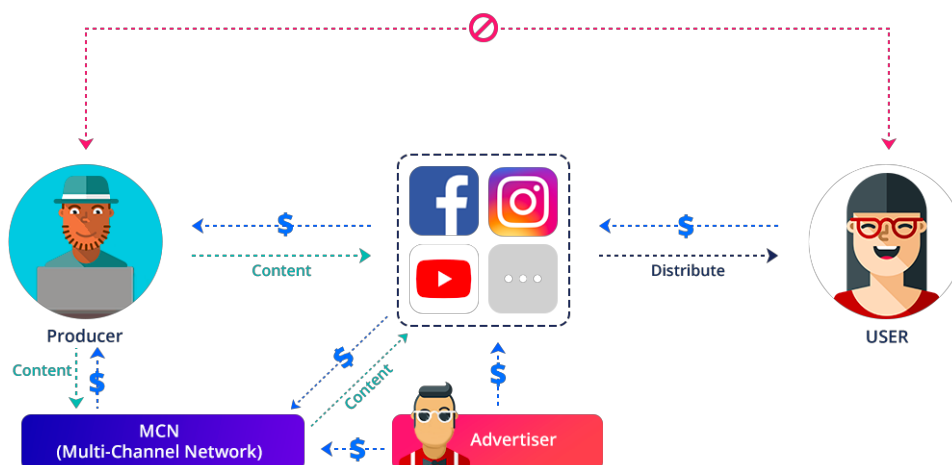 $
$
Content
Distribute
Producer
USER
Content
$
$
Content
$
MCN
(Multi-Channel Network)
$
Advertiser